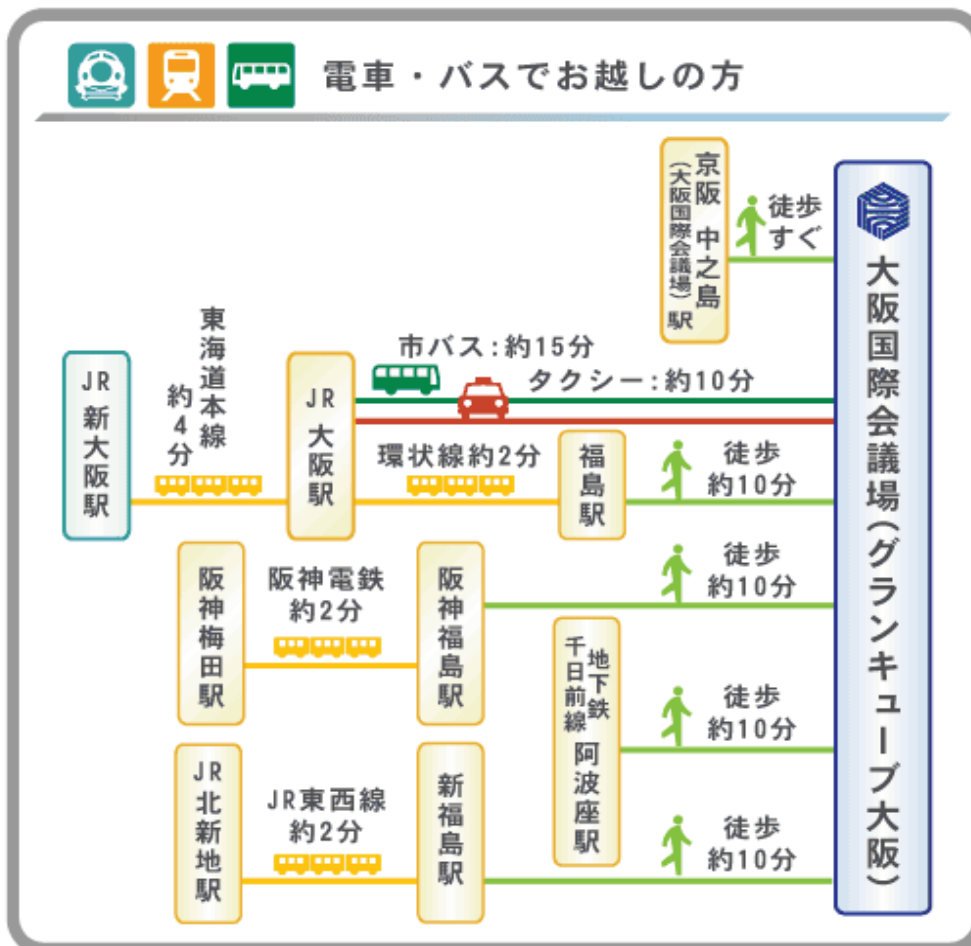 電車・バスでお越しの方
京阪 中之島
(大阪国際会議場)駅
徒歩
すぐ
大阪国際会議場(グランキューブ大阪)
JR 新大阪駅
東海道本線
約4分
JR 大阪駅
市バス:約15分
タクシー:約10分
環状線約2分
福島駅
徒歩
約10分
阪神梅田駅
阪神電鉄
約2分
阪神福島駅
徒歩
約10分
地下鉄
千日前線
阿波座駅
徒歩
約10分
JR 北新地駅
JR東西線
約2分
新福島駅
徒歩
約10分